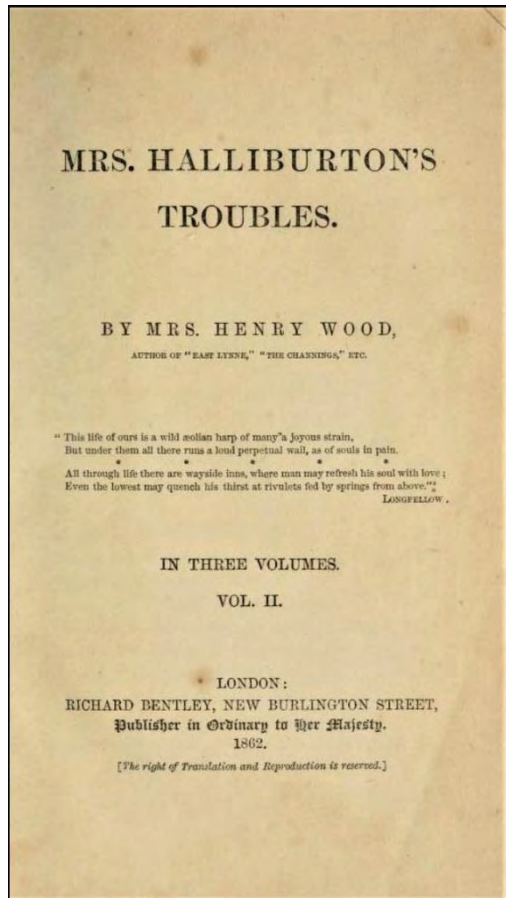 MRS. HALLIBURTON'S
TROUBLES.
BY MRS. HENRY WOOD,
AUTHOR OF "EAST LYNNE," "THE CHANNINGS," ETC.
"This life of ours is a wild æolian harp of many a joyous strain,
But under them all there runs a loud perpetual wail, as of souls in pain.
* * * * *
All through life there are wayside inns, where man may refresh his soul with love;
Even the lowest may quench his thirst at rivulets fed by springs from above."
LONGFELLOW.
IN THREE VOLUMES.
VOL. II.
LONDON:
RICHARD BENTLEY, NEW BURLINGTON STREET,
Publisher in Ordinary to Her Majesty.
1862.
[The right of Translation and Reproduction is reserved.]